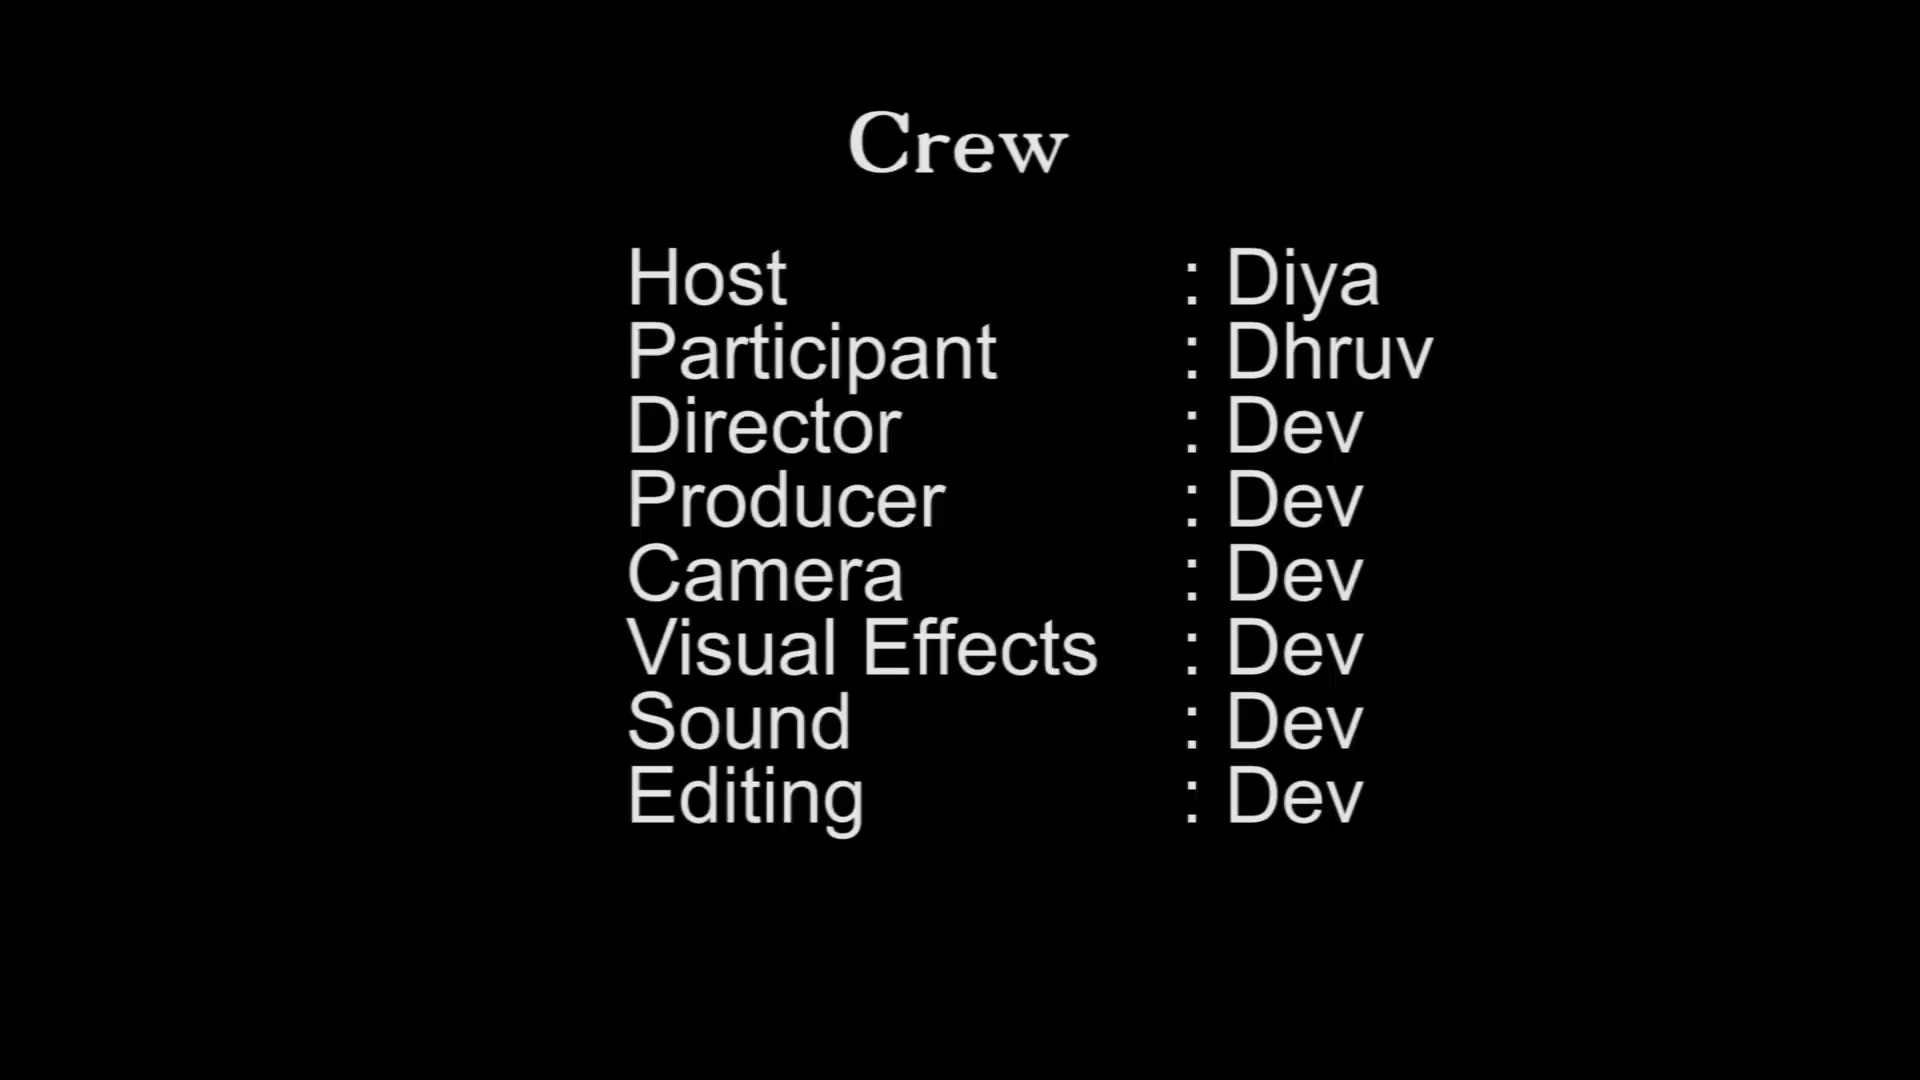 Crew
Host : Diya
Participant : Dhruv
Director : Dev
Producer : Dev
Camera : Dev
Visual Effects : Dev
Sound : Dev
Editing : Dev